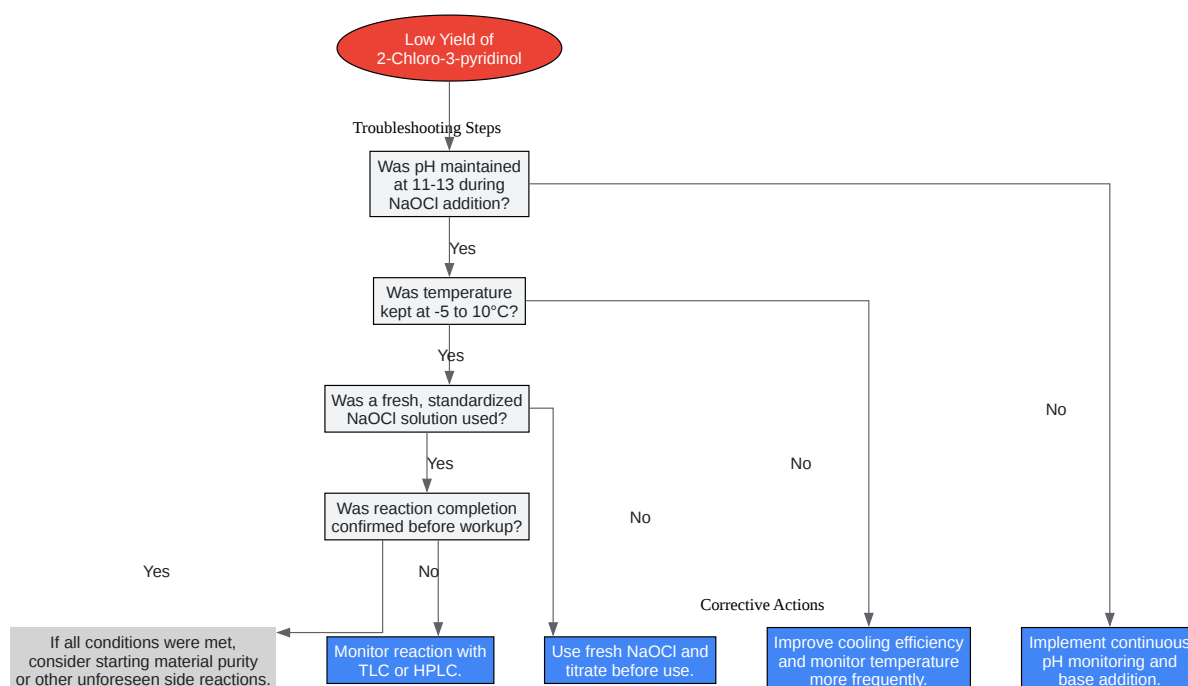 Low Yield of
2-Chloro-3-pyridinol
Troubleshooting Steps
Was pH maintained
at 11-13 during
NaOCl addition?
Yes
Was temperature
kept at -5 to 10°C?
Yes
No
Was a fresh, standardized
NaOCl solution used?
Yes
No
Was reaction completion
confirmed before workup?
No
Yes
No
Corrective Actions
If all conditions were met,
consider starting material purity
or other unforeseen side reactions.
Monitor reaction with
TLC or HPLC.
Use fresh NaOCl and
titrate before use.
Improve cooling efficiency
and monitor temperature
more frequently.
Implement continuous
pH monitoring and
base addition.